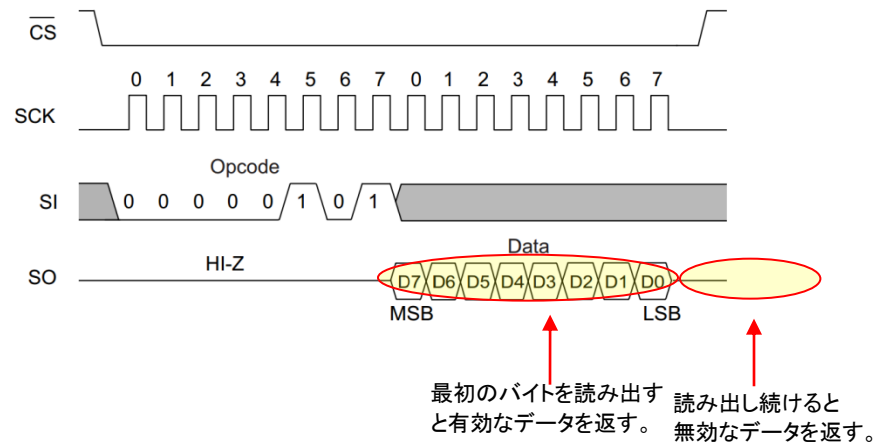 CS
0 1 2 3 4 5 6 7 0 1 2 3 4 5 6 7
SCK
Opcode
SI 0 0 0 0 0 1 0 1
Data
HI-Z
SO D7 D6 D5 D4 D3 D2 D1 D0
MSB LSB
最初のバイトを読み出す
と有効なデータを返す。
読み出し続けると
無効なデータを返す。